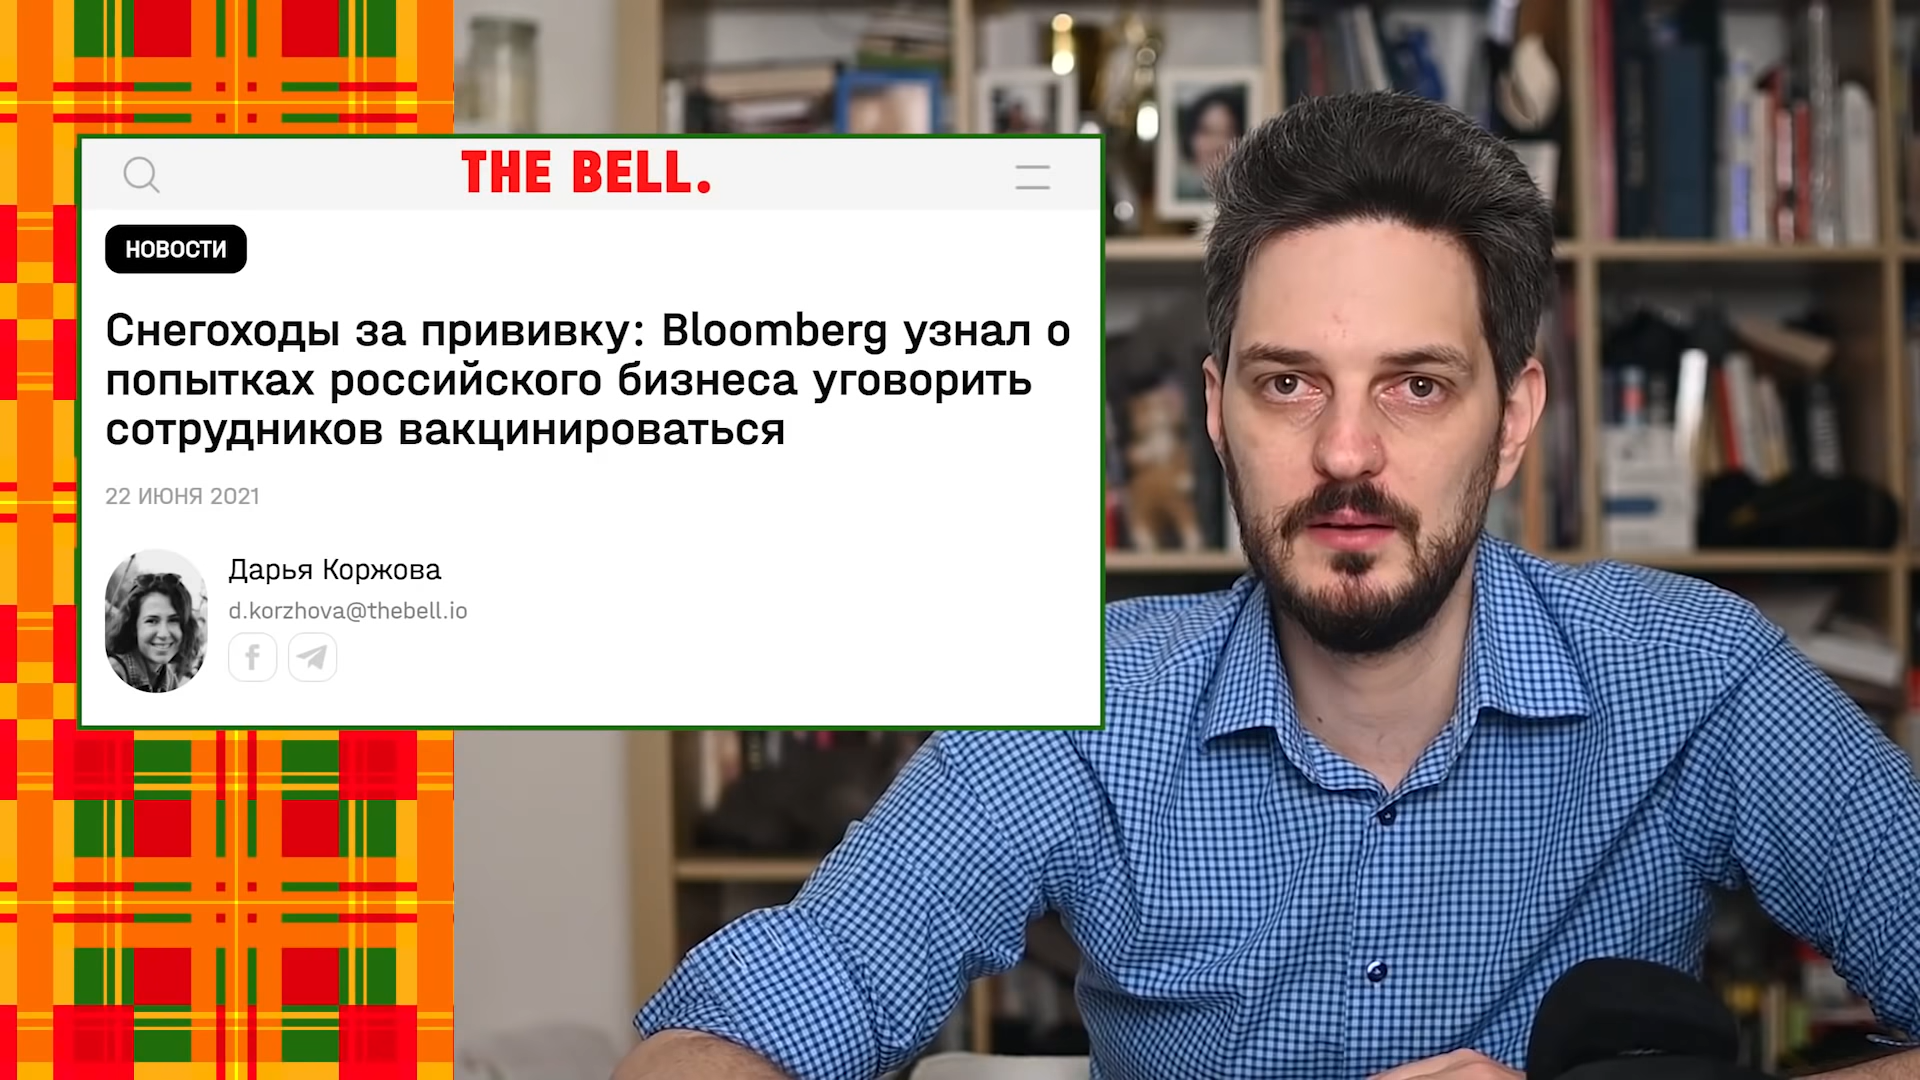 THE BELL.
НОВОСТИ
Снегоходы за прививку: Bloomberg узнал о
попытках российского бизнеса уговорить
сотрудников вакцинироваться
22 ИЮНЯ 2021
Дарья Коржова
d.korzhova@thebell.io